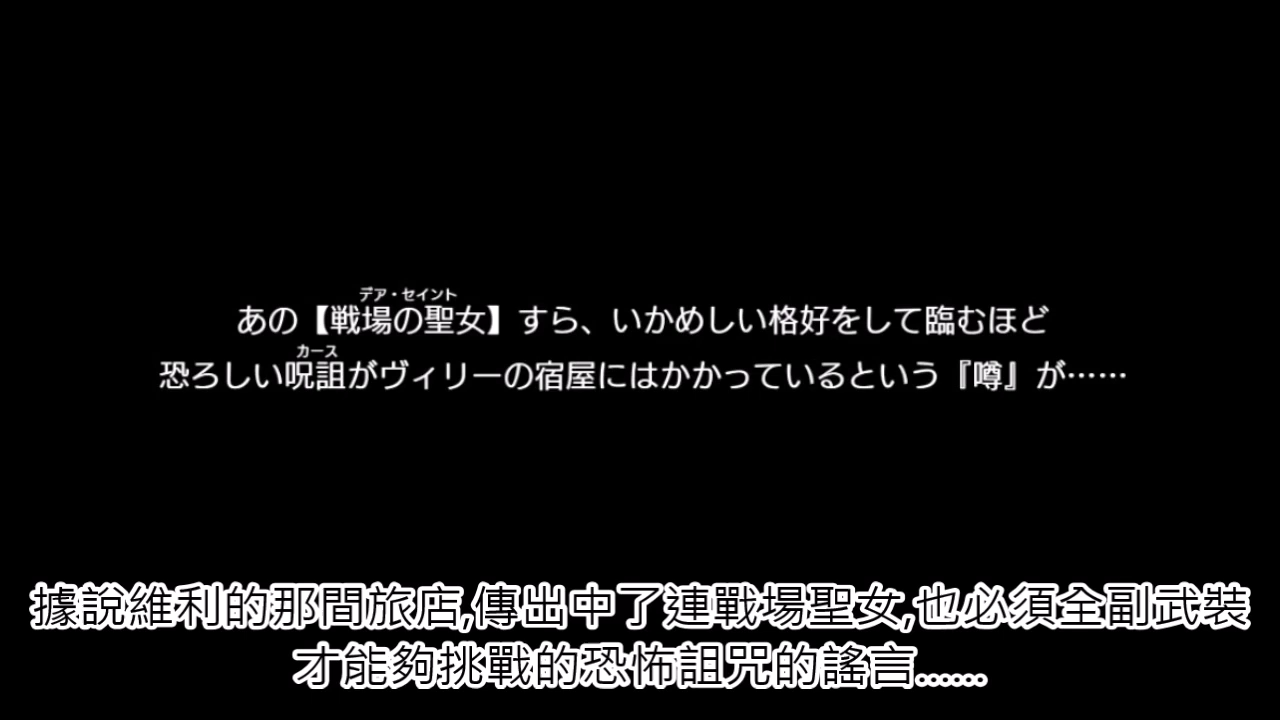 デア・セイント
あの【戦場の聖女】すら、いかめしい格好をして臨むほど
カース
恐ろしい呪詛がヴィリーの宿屋にはかかっているという『噂』が……
據說維利的那間旅店,傳出中了連戰場聖女,也必須全副武裝
才能夠挑戰的恐怖詛咒的謠言......